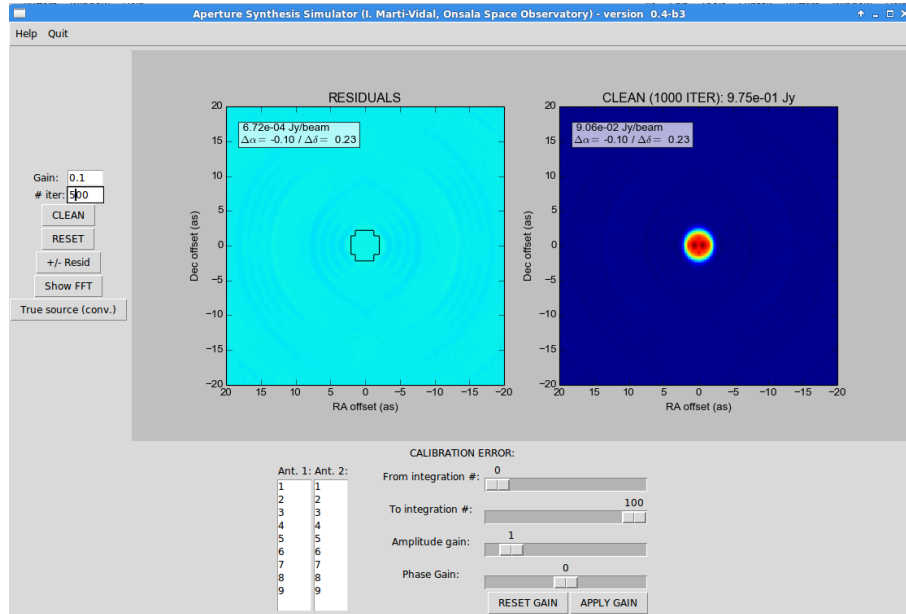 Aperture Synthesis Simulator (I. Marti-Vidal, Onsala Space Observatory) - version 0.4-b3
Help Quit
RESIDUALS
CLEAN (1000 ITER): 9.75e-01 Jy
6.72e-04 Jy/beam
Δα= -0.10 / Δδ= 0.23
9.06e-02 Jy/beam
Δα= -0.10 / Δδ= 0.23
Gain: 0.1
# iter: 500
CLEAN
RESET
+/- Resid
Show FFT
True source (conv.)
Dec offset (as)
20
15
10
5
0
−5
−10
−15
−20
20 15 10 5 0 −5 −10 −15 −20
RA offset (as)
Dec offset (as)
20
15
10
5
0
−5
−10
−15
−20
20 15 10 5 0 −5 −10 −15 −20
RA offset (as)
CALIBRATION ERROR:
Ant. 1: Ant. 2:
1 1
2 2
3 3
4 4
5 5
6 6
7 7
8 8
9 9
From integration #: 0
To integration #: 100
Amplitude gain: 1
Phase Gain: 0
RESET GAIN APPLY GAIN